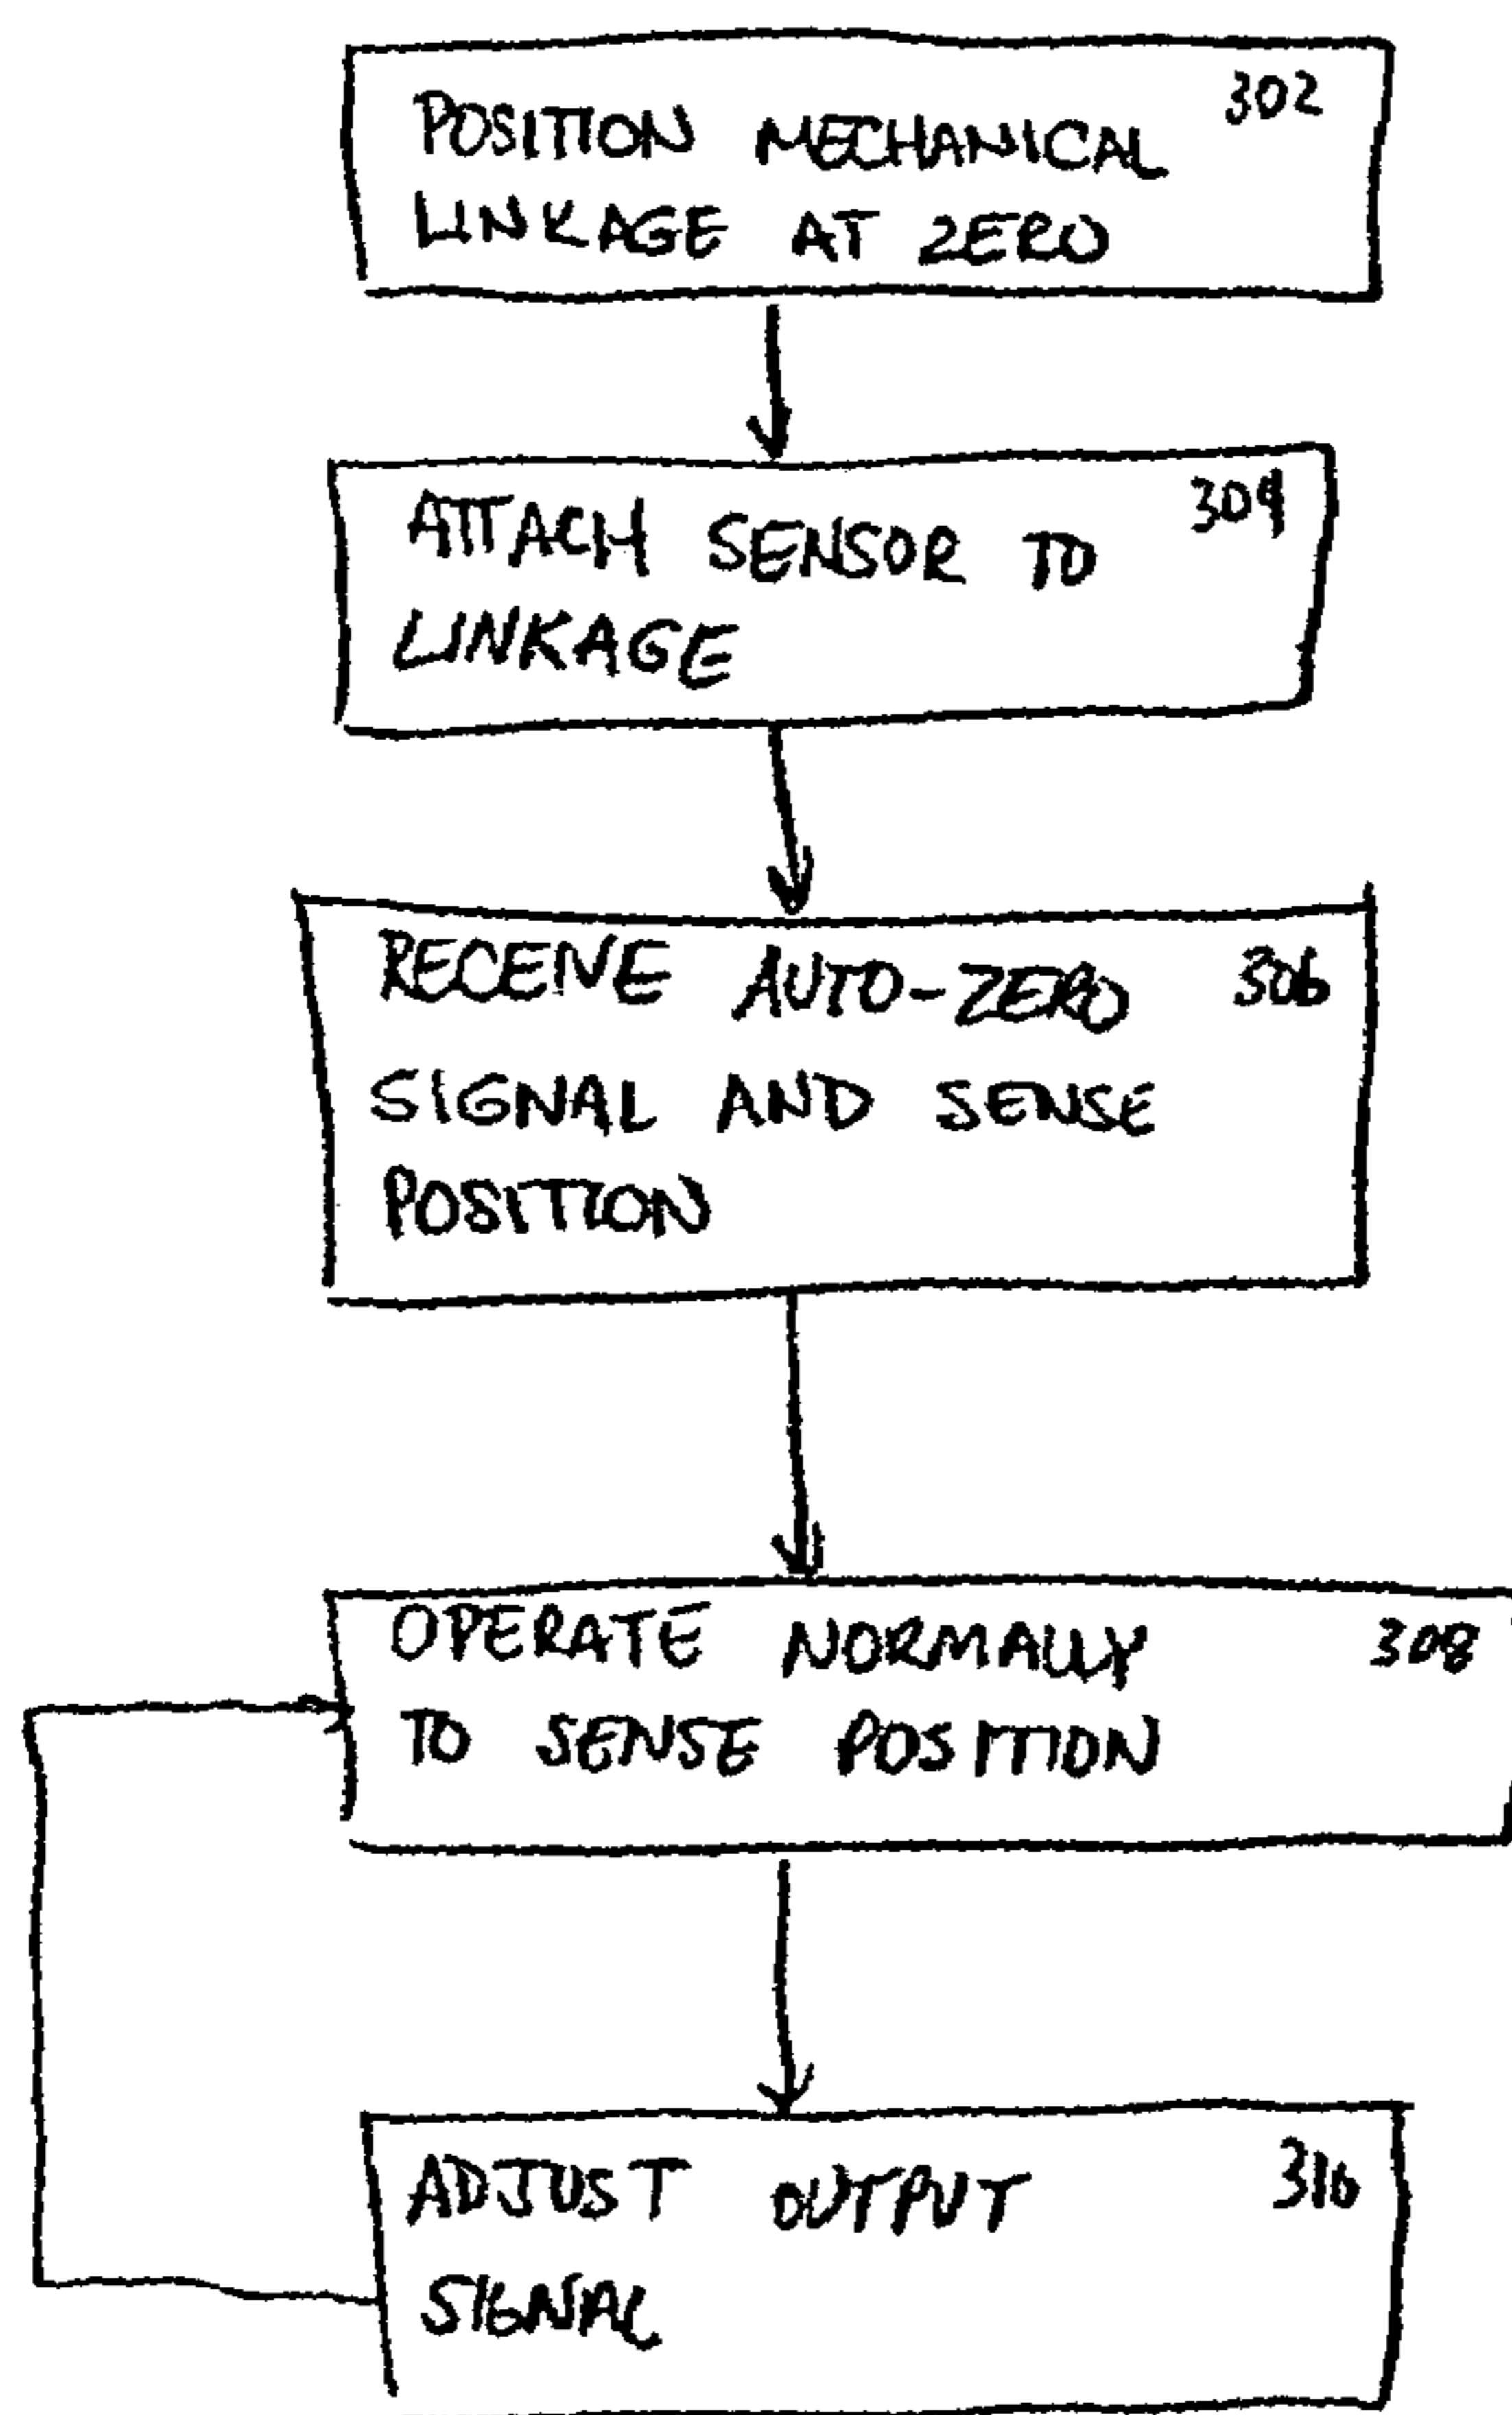 POSITION MECHANICAL 302
LINKAGE AT ZERO
ATTACH SENSOR TO 304
LINKAGE
RECEIVE AUTO-ZERO 306
SIGNAL AND SENSE
POSITION
OPERATE NORMALLY 308
TO SENSE POSITION
ADJUST OUTPUT 310
SIGNAL